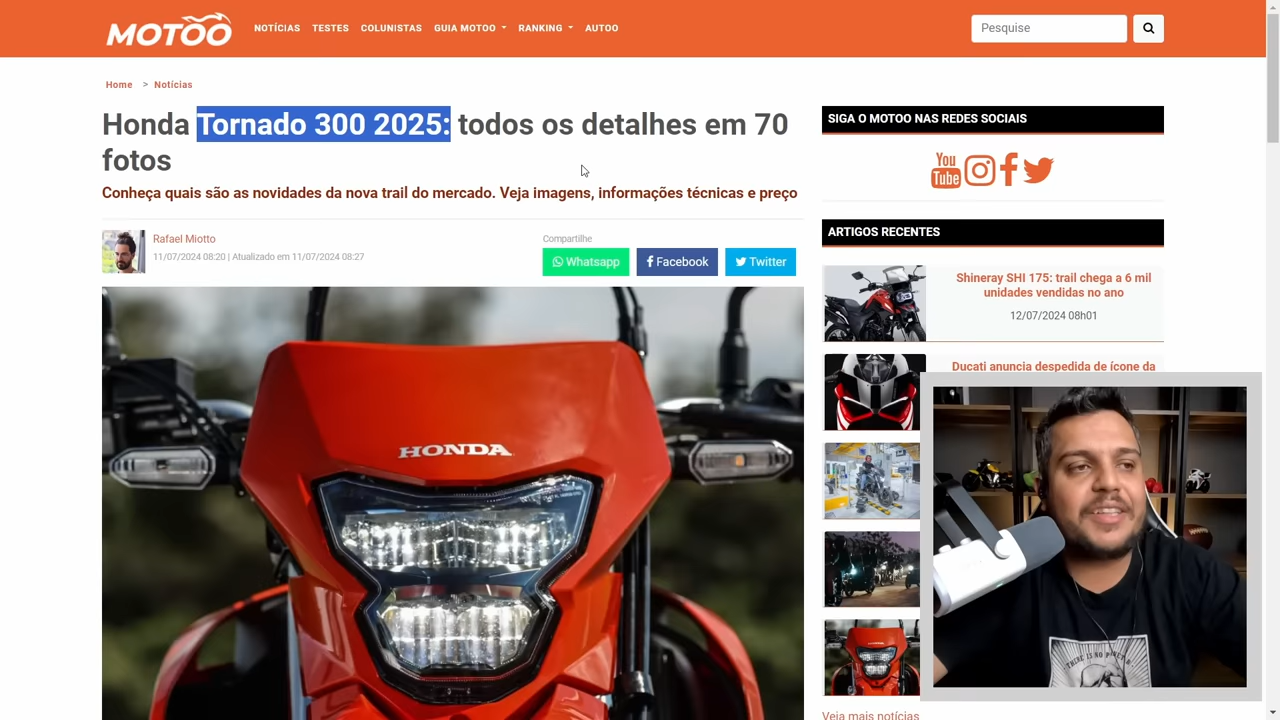 MOTOO
NOTÍCIAS
TESTES
COLUNISTAS
GUIA MOTOO
RANKING
AUTOO
Pesquise
Home > Notícias
Honda Tornado 300 2025: todos os detalhes em 70
fotos
Conheça quais são as novidades da nova trail do mercado. Veja imagens, informações técnicas e preço
Rafael Miotto
11/07/2024 08:20 | Atualizado em 11/07/2024 08:27
Compartilhe
Whatsapp
Facebook
Twitter
HONDA
SIGA O MOTOO NAS REDES SOCIAIS
You
Tube
ARTIGOS RECENTES
Shineray SHI 175: trail chega a 6 mil
unidades vendidas no ano
12/07/2024 08h01
Ducati anuncia despedida de ícone da
Veja mais notícias
THERE IS NO